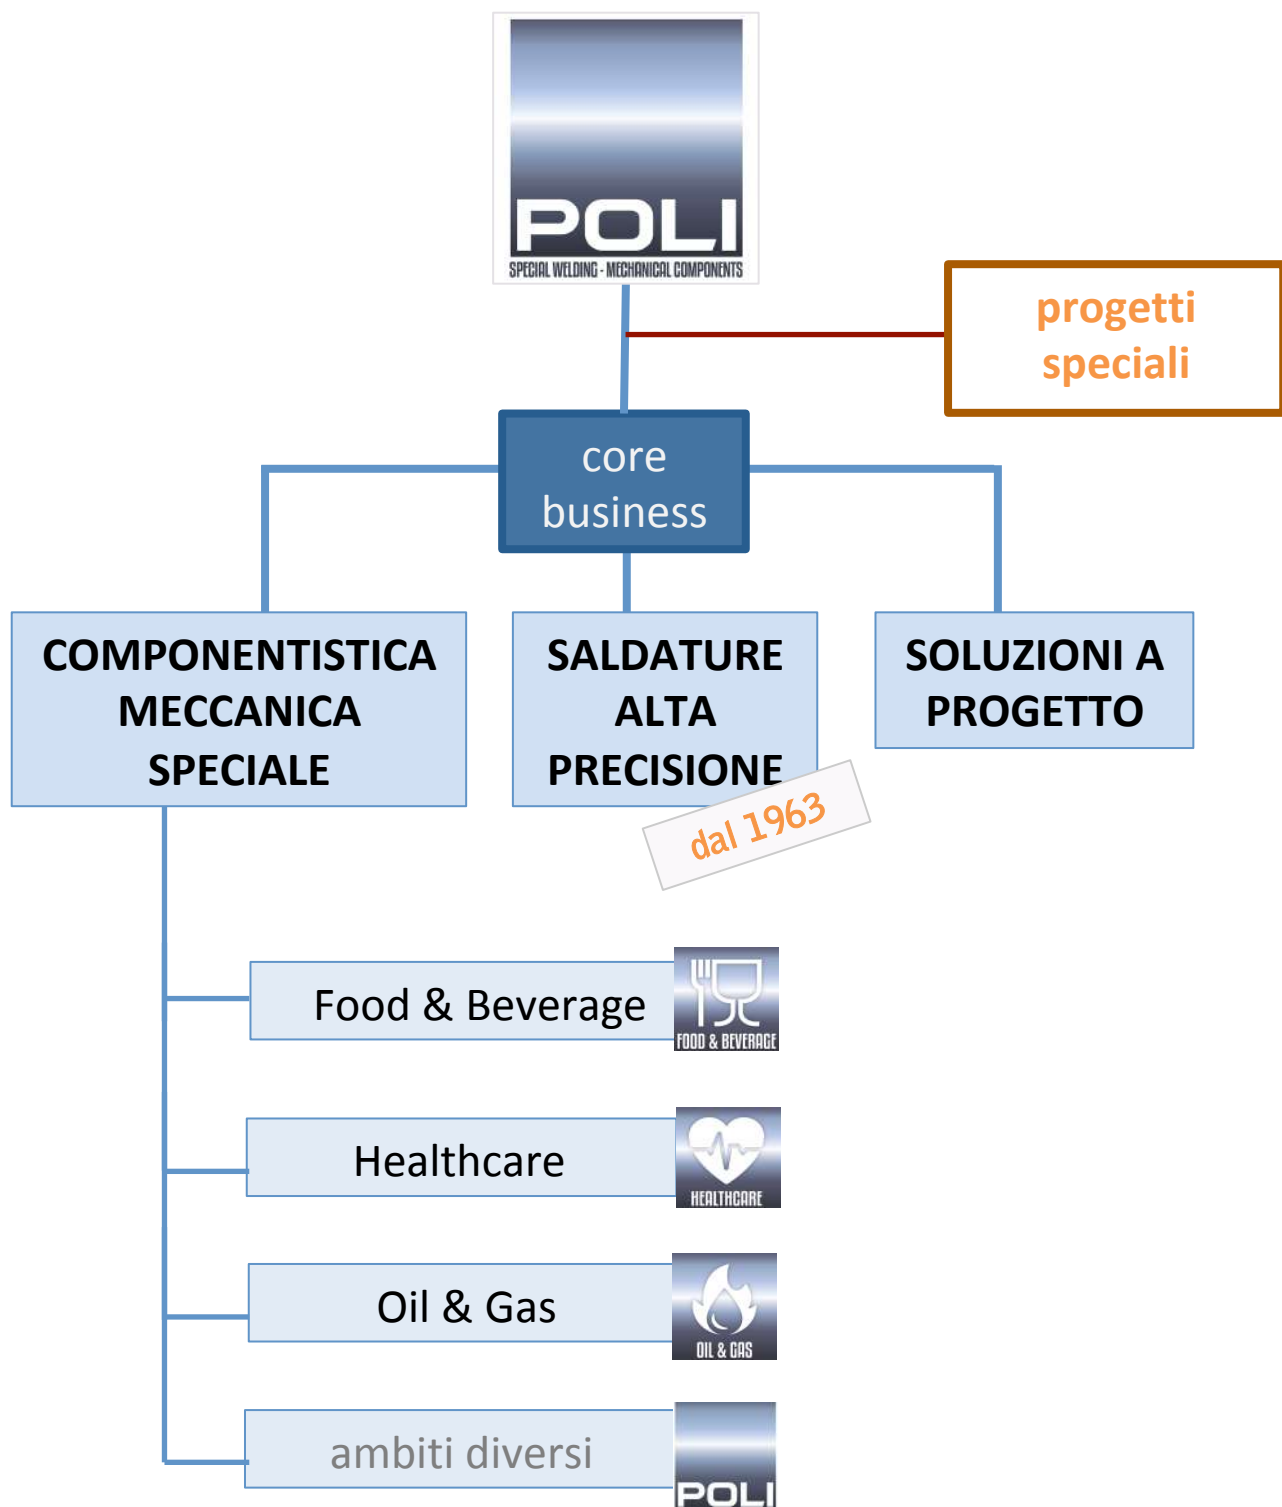 POLI
SPECIAL WELDING - MECHANICAL COMPONENTS
progetti
speciali
core
business
COMPONENTISTICA
MECCANICA
SPECIALE
SALDATURE
ALTA
PRECISIONE
dal 1963
SOLUZIONI A
PROGETTO
Food & Beverage
FOOD & BEVERAGE
Healthcare
HEALTHCARE
Oil & Gas
OIL & GAS
ambiti diversi
POLI